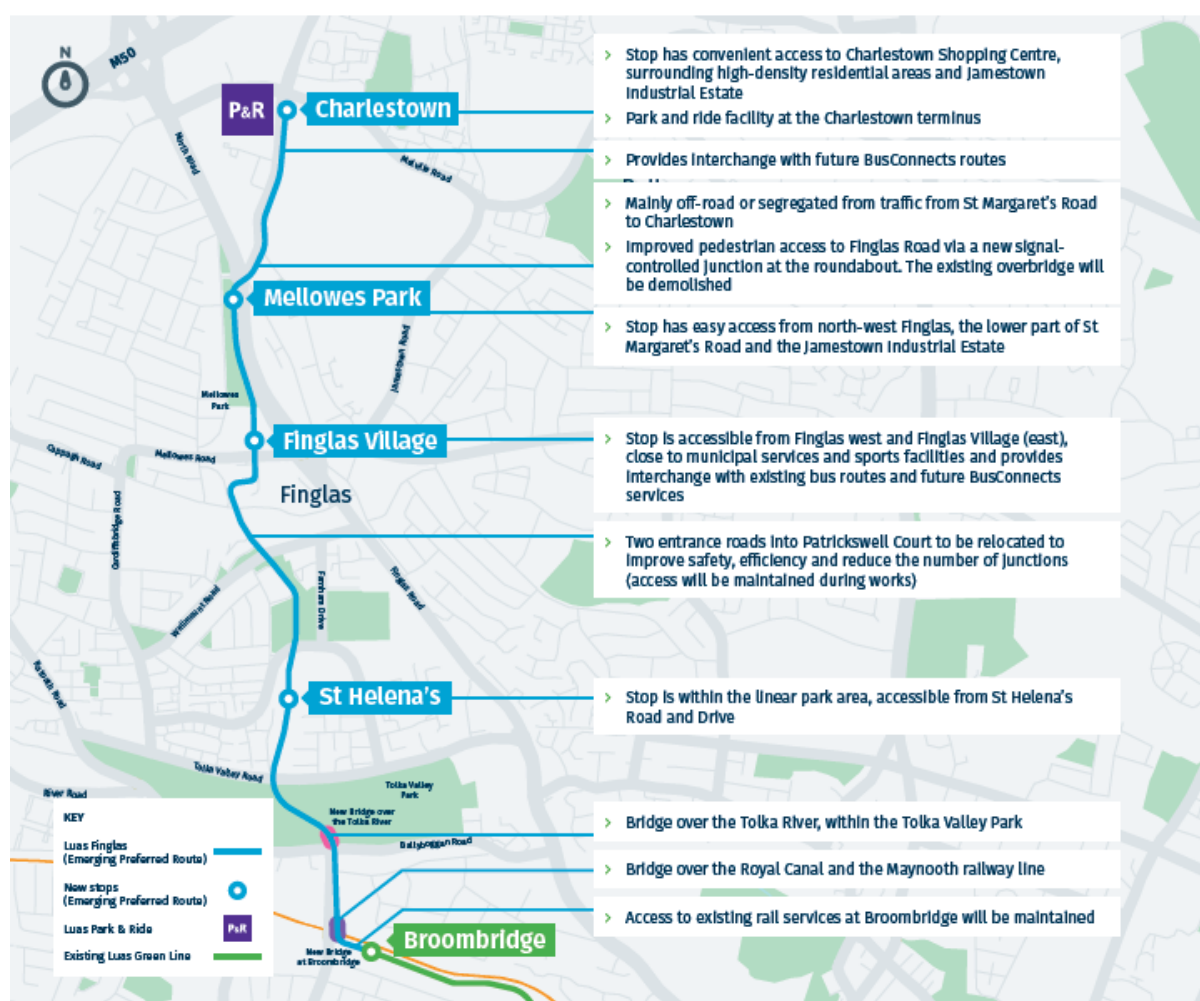 N
M50
P&R
Charlestown
North Road
Melville Road
Mellowes Park
Jamestown Road
Mellowes
Park
Finglas Village
Cappagh Road
Mellowes Road
Finglas
Cardiffsbridge Road
Wellmount Road
Farnham Drive
Finglas Road
St Helena's
Ratoath Road
Tolka Valley Road
River Road
Tolka Valley
Park
New Bridge over
the Tolka River
Ballyboggan Road
New Bridge
at Broombridge
Broombridge
KEY
Luas Finglas
(Emerging Preferred Route)
New stops
(Emerging Preferred Route)
Luas Park & Ride
P&R
Existing Luas Green Line
› Stop has convenient access to Charlestown Shopping Centre,
surrounding high-density residential areas and Jamestown
Industrial Estate
› Park and ride facility at the Charlestown terminus
› Provides interchange with future BusConnects routes
› Mainly off-road or segregated from traffic from St Margaret's Road
to Charlestown
› Improved pedestrian access to Finglas Road via a new signal-
controlled junction at the roundabout. The existing overbridge will
be demolished
› Stop has easy access from north-west Finglas, the lower part of St
Margaret's Road and the Jamestown Industrial Estate
› Stop is accessible from Finglas west and Finglas Village (east),
close to municipal services and sports facilities and provides
interchange with existing bus routes and future BusConnects
services
› Two entrance roads into Patrickswell Court to be relocated to
improve safety, efficiency and reduce the number of junctions
(access will be maintained during works)
› Stop is within the linear park area, accessible from St Helena's
Road and Drive
› Bridge over the Tolka River, within the Tolka Valley Park
› Bridge over the Royal Canal and the Maynooth railway line
› Access to existing rail services at Broombridge will be maintained